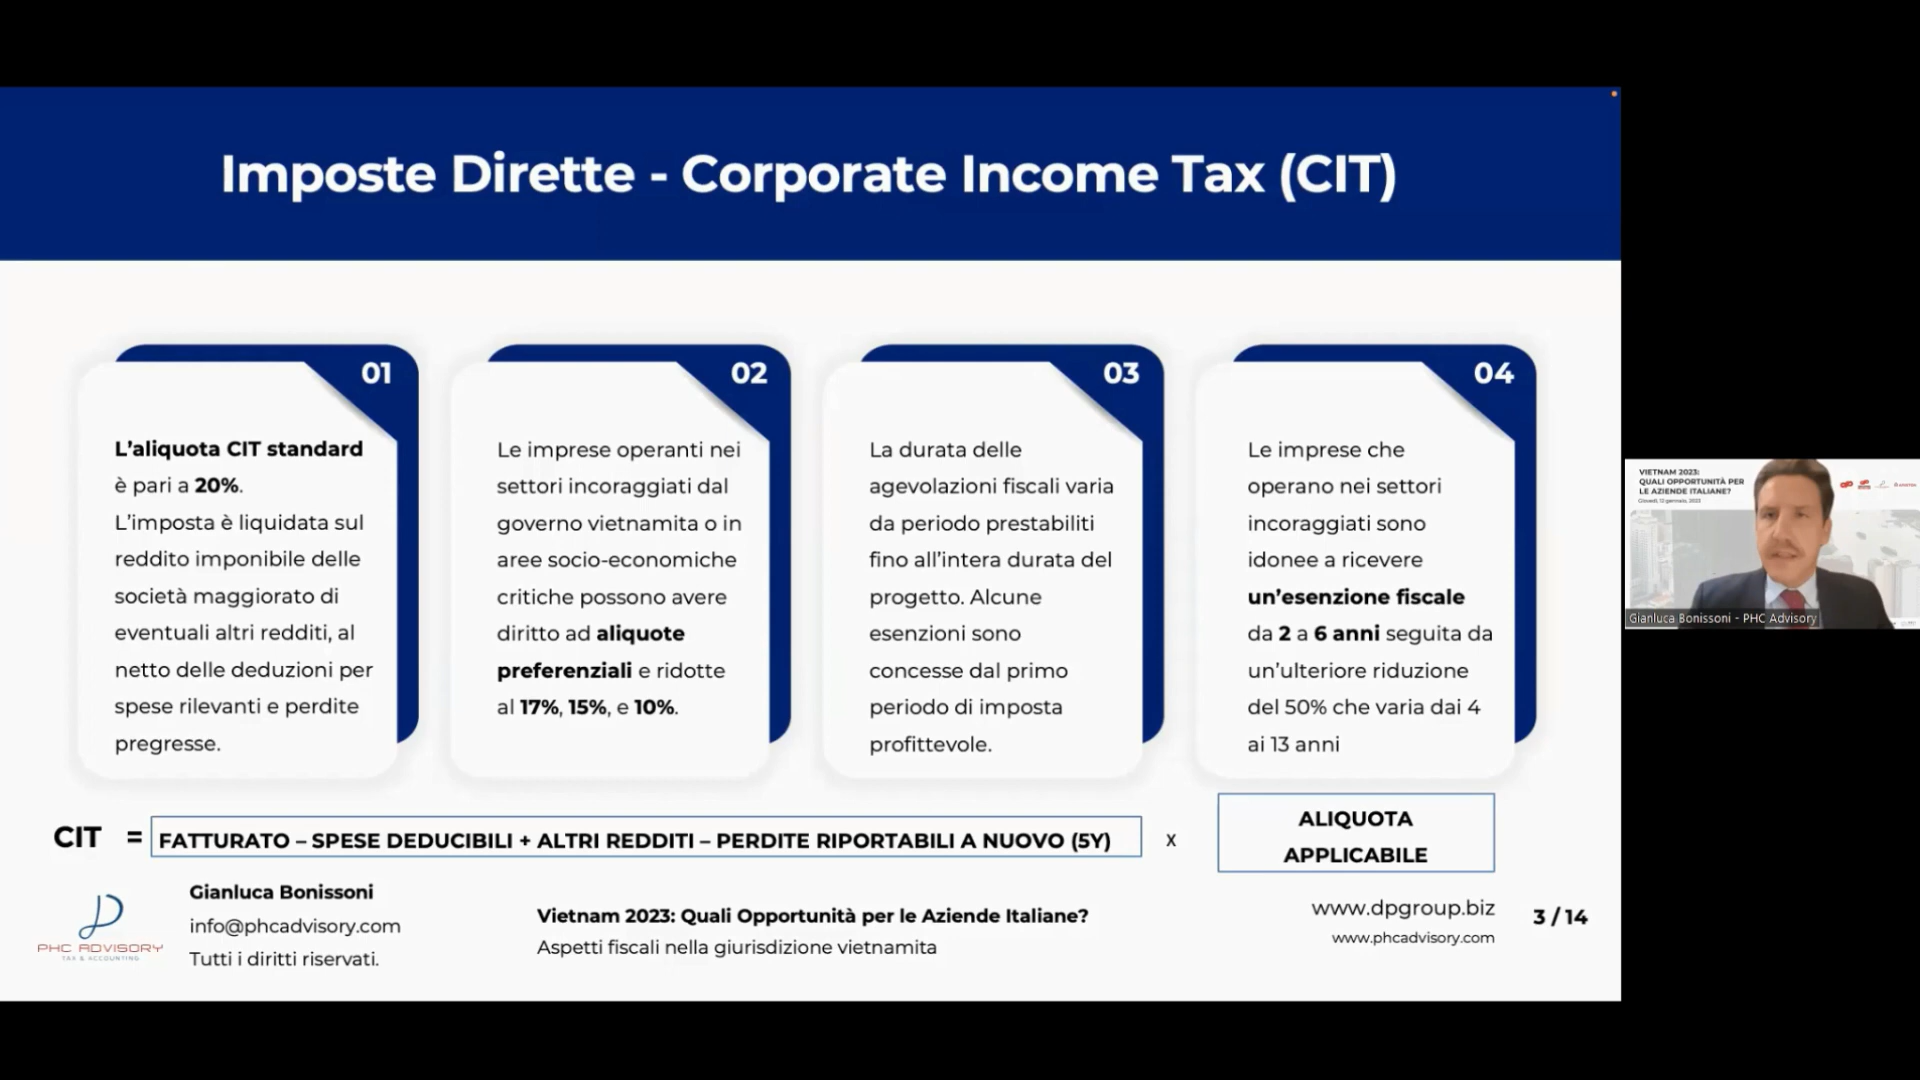 Imposte Dirette - Corporate Income Tax (CIT)
01
L'aliquota CIT standard
è pari a 20%.
L'imposta è liquidata sul
reddito imponibile delle
società maggiorato di
eventuali altri redditi, al
netto delle deduzioni per
spese rilevanti e perdite
pregresse.
02
Le imprese operanti nei
settori incoraggiati dal
governo vietnamita o in
aree socio-economiche
critiche possono avere
diritto ad aliquote
preferenziali e ridotte
al 17%, 15%, e 10%.
03
La durata delle
agevolazioni fiscali varia
da periodo prestabiliti
fino all'intera durata del
progetto. Alcune
esenzioni sono
concesse dal primo
periodo di imposta
profittevole.
04
Le imprese che
operano nei settori
incoraggiati sono
idonee a ricevere
un'esenzione fiscale
da 2 a 6 anni seguita da
un'ulteriore riduzione
del 50% che varia dai 4
ai 13 anni
CIT = FATTURATO – SPESE DEDUCIBILI + ALTRI REDDITI – PERDITE RIPORTABILI A NUOVO (5Y) x
ALIQUOTA
APPLICABILE
PHC ADVISORY
TAX & ACCOUNTING
Gianluca Bonissoni
info@phcadvisory.com
Tutti i diritti riservati.
Vietnam 2023: Quali Opportunità per le Aziende Italiane?
Aspetti fiscali nella giurisdizione vietnamita
www.dpgroup.biz
www.phcadvisory.com
3 / 14
VIETNAM 2023:
QUALI OPPORTUNITÀ PER
LE AZIENDE ITALIANE?
Giovedì, 12 gennaio, 2023
Gianluca Bonissoni - PHC Advisory